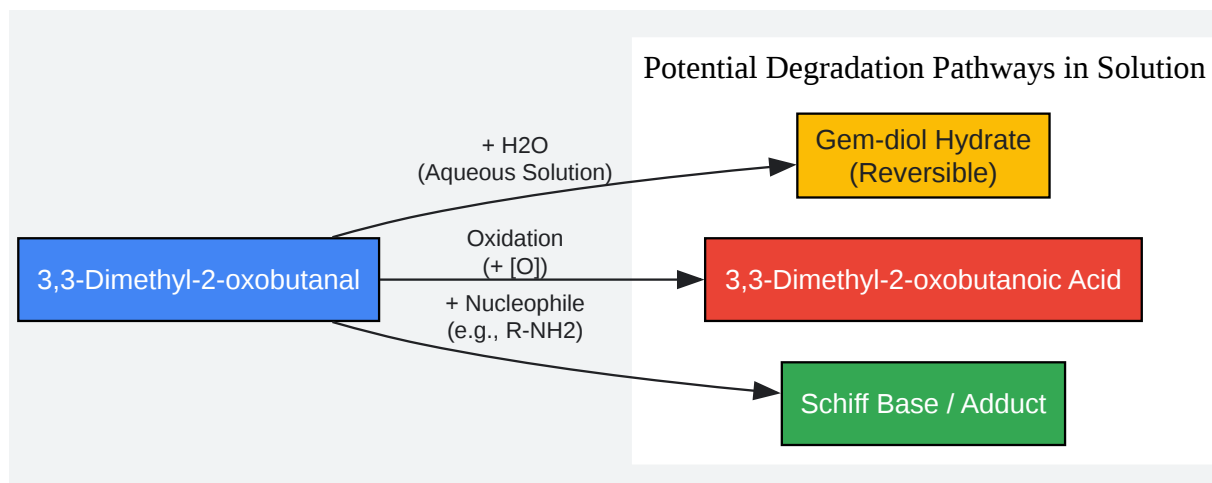 Potential Degradation Pathways in Solution
+ H2O
(Aqueous Solution)
Gem-diol Hydrate
(Reversible)
3,3-Dimethyl-2-oxobutanal
Oxidation
(+ [O])
3,3-Dimethyl-2-oxobutanoic Acid
+ Nucleophile
(e.g., R-NH2)
Schiff Base / Adduct